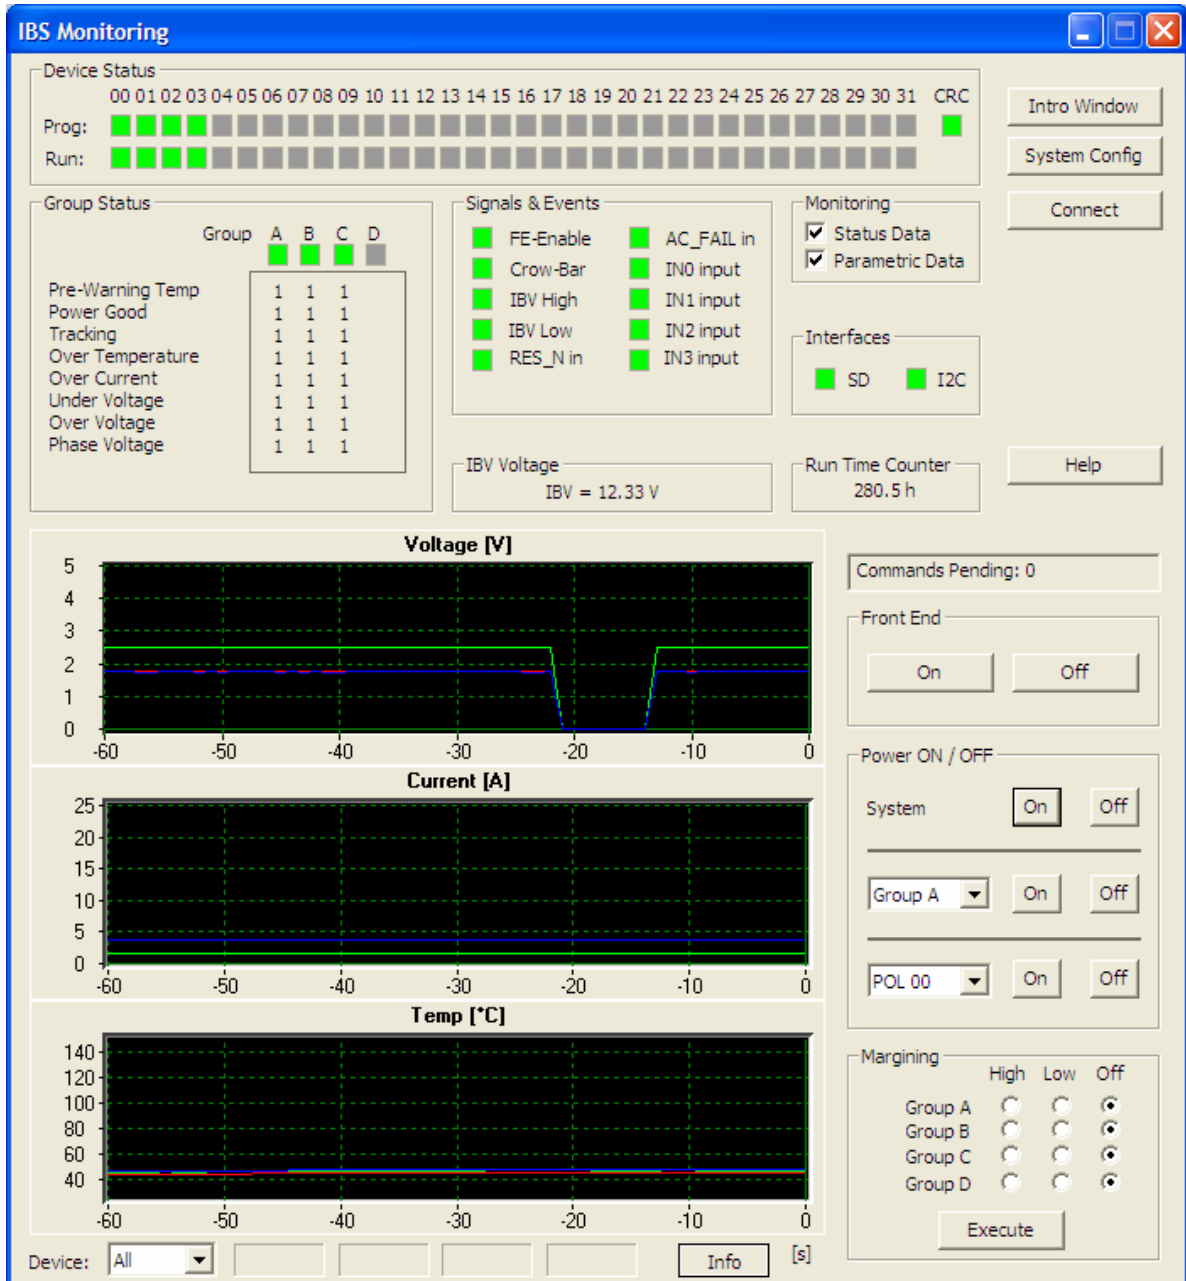 IBS Monitoring
Device Status
00 01 02 03 04 05 06 07 08 09 10 11 12 13 14 15 16 17 18 19 20 21 22 23 24 25 26 27 28 29 30 31 CRC
Prog:
Run:
Intro Window
System Config
Connect
Help
Group Status
Group A B C D
Pre-Warning Temp 1 1 1
Power Good 1 1 1
Tracking 1 1 1
Over Temperature 1 1 1
Over Current 1 1 1
Under Voltage 1 1 1
Over Voltage 1 1 1
Phase Voltage 1 1 1
Signals & Events
FE-Enable AC_FAIL in
Crow-Bar IN0 input
IBV High IN1 input
IBV Low IN2 input
RES_N in IN3 input
Monitoring
Status Data
Parametric Data
Interfaces
SD I2C
IBV Voltage
IBV = 12.33 V
Run Time Counter
280.5 h
Voltage [V]
5
4
3
2
1
0
-60 -50 -40 -30 -20 -10 0
Current [A]
25
20
15
10
5
0
-60 -50 -40 -30 -20 -10 0
Temp [°C]
140
120
100
80
60
40
-60 -50 -40 -30 -20 -10 0
Device: All Info [s]
Commands Pending: 0
Front End
On Off
Power ON / OFF
System On Off
Group A On Off
POL 00 On Off
Margining
High Low Off
Group A
Group B
Group C
Group D
Execute